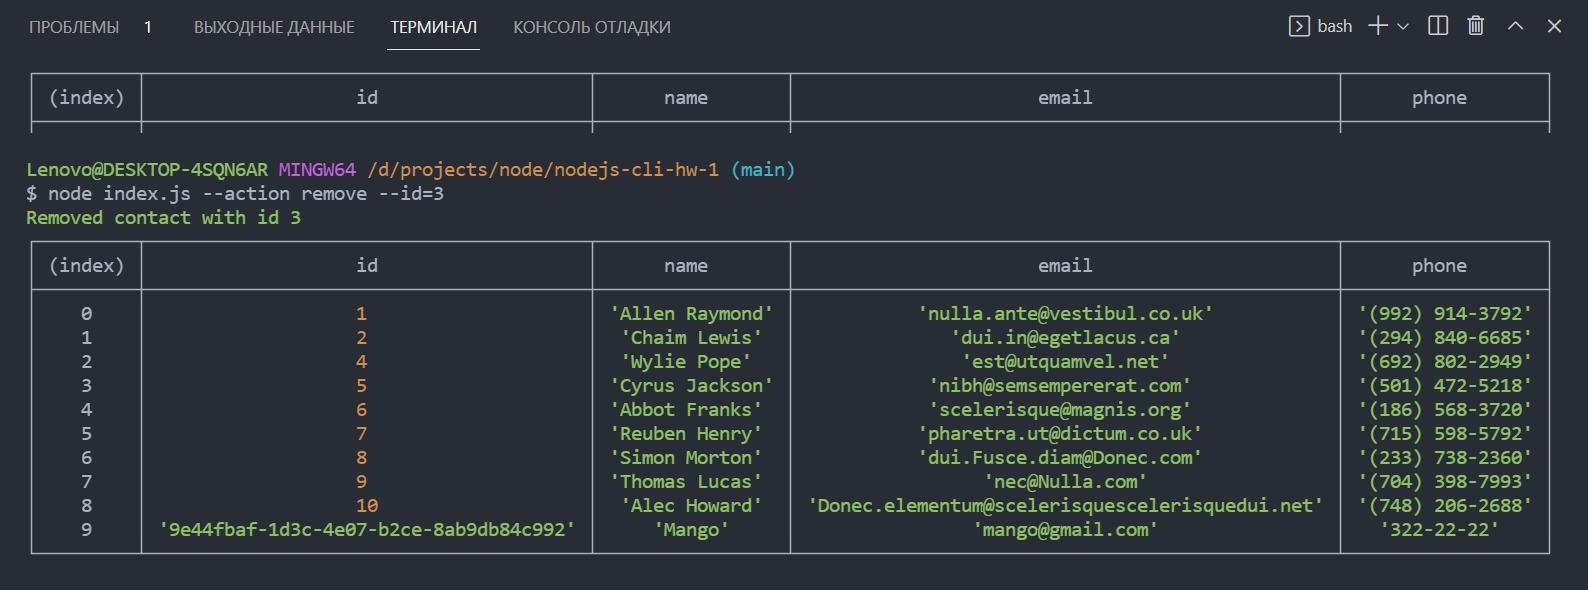 ПРОБЛЕМЫ 1 ВЫХОДНЫЕ ДАННЫЕ ТЕРМИНАЛ КОНСОЛЬ ОТЛАДКИ bash
(index) id name email phone
Lenovo@DESKTOP-4SQN6AR MINGW64 /d/projects/node/nodejs-cli-hw-1 (main)
$ node index.js --action remove --id=3
Removed contact with id 3
(index) id name email phone
0 1 'Allen Raymond' 'nulla.ante@vestibul.co.uk' '(992) 914-3792'
1 2 'Chaim Lewis' 'dui.in@egetlacus.ca' '(294) 840-6685'
2 4 'Wylie Pope' 'est@utquamvel.net' '(692) 802-2949'
3 5 'Cyrus Jackson' 'nibh@semsempererat.com' '(501) 472-5218'
4 6 'Abbot Franks' 'scelerisque@magnis.org' '(186) 568-3720'
5 7 'Reuben Henry' 'pharetra.ut@dictum.co.uk' '(715) 598-5792'
6 8 'Simon Morton' 'dui.Fusce.diam@Donec.com' '(233) 738-2360'
7 9 'Thomas Lucas' 'nec@Nulla.com' '(704) 398-7993'
8 10 'Alec Howard' 'Donec.elementum@scelerisquescelerisquedui.net' '(748) 206-2688'
9 '9e44fbaf-1d3c-4e07-b2ce-8ab9db84c992' 'Mango' 'mango@gmail.com' '322-22-22'